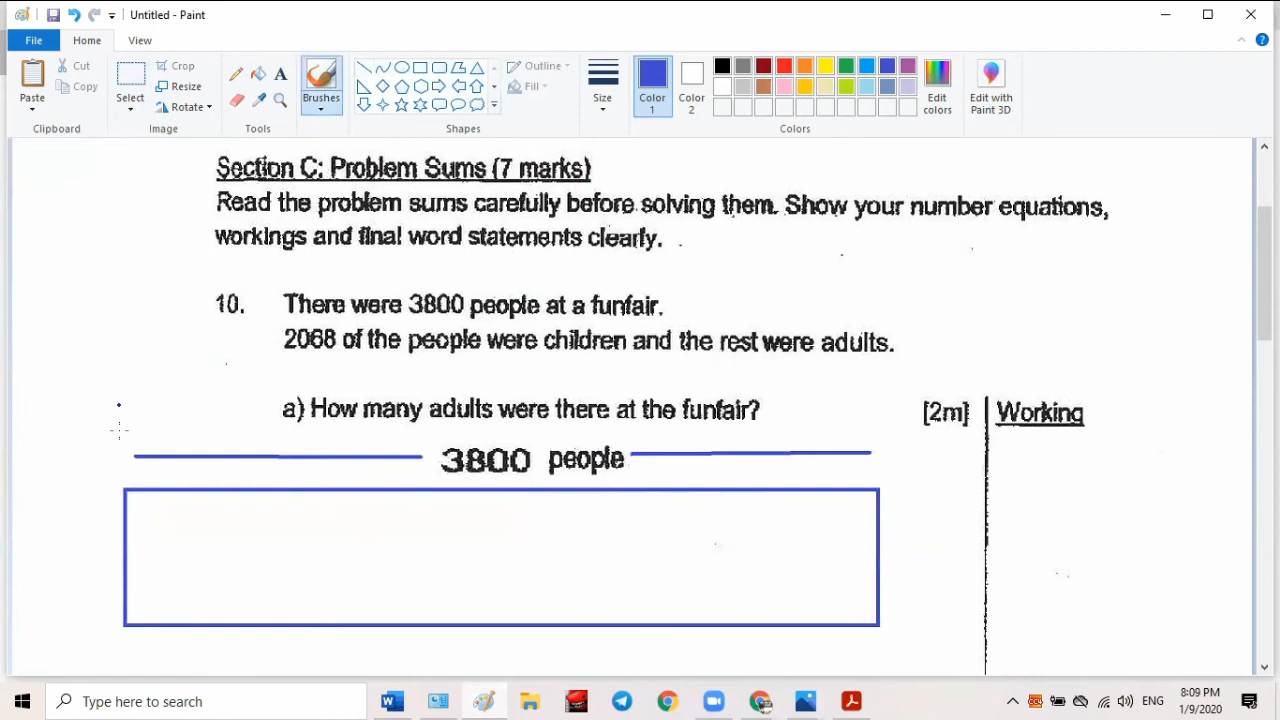 Untitled - Paint
File Home View
Paste
Cut
Copy
Clipboard
Select
Crop
Resize
Rotate
Image
Tools
Brushes
Outline
Fill
Shapes
Size
Color 1
Color 2
Edit colors
Colors
Edit with Paint 3D
Section C: Problem Sums (7 marks)
Read the problem sums carefully before solving them. Show your number equations,
workings and final word statements clearly.
10. There were 3800 people at a funfair.
2068 of the people were children and the rest were adults.
a) How many adults were there at the funfair? [2m] Working
3800 people
Type here to search
ENG
8:09 PM
1/9/2020